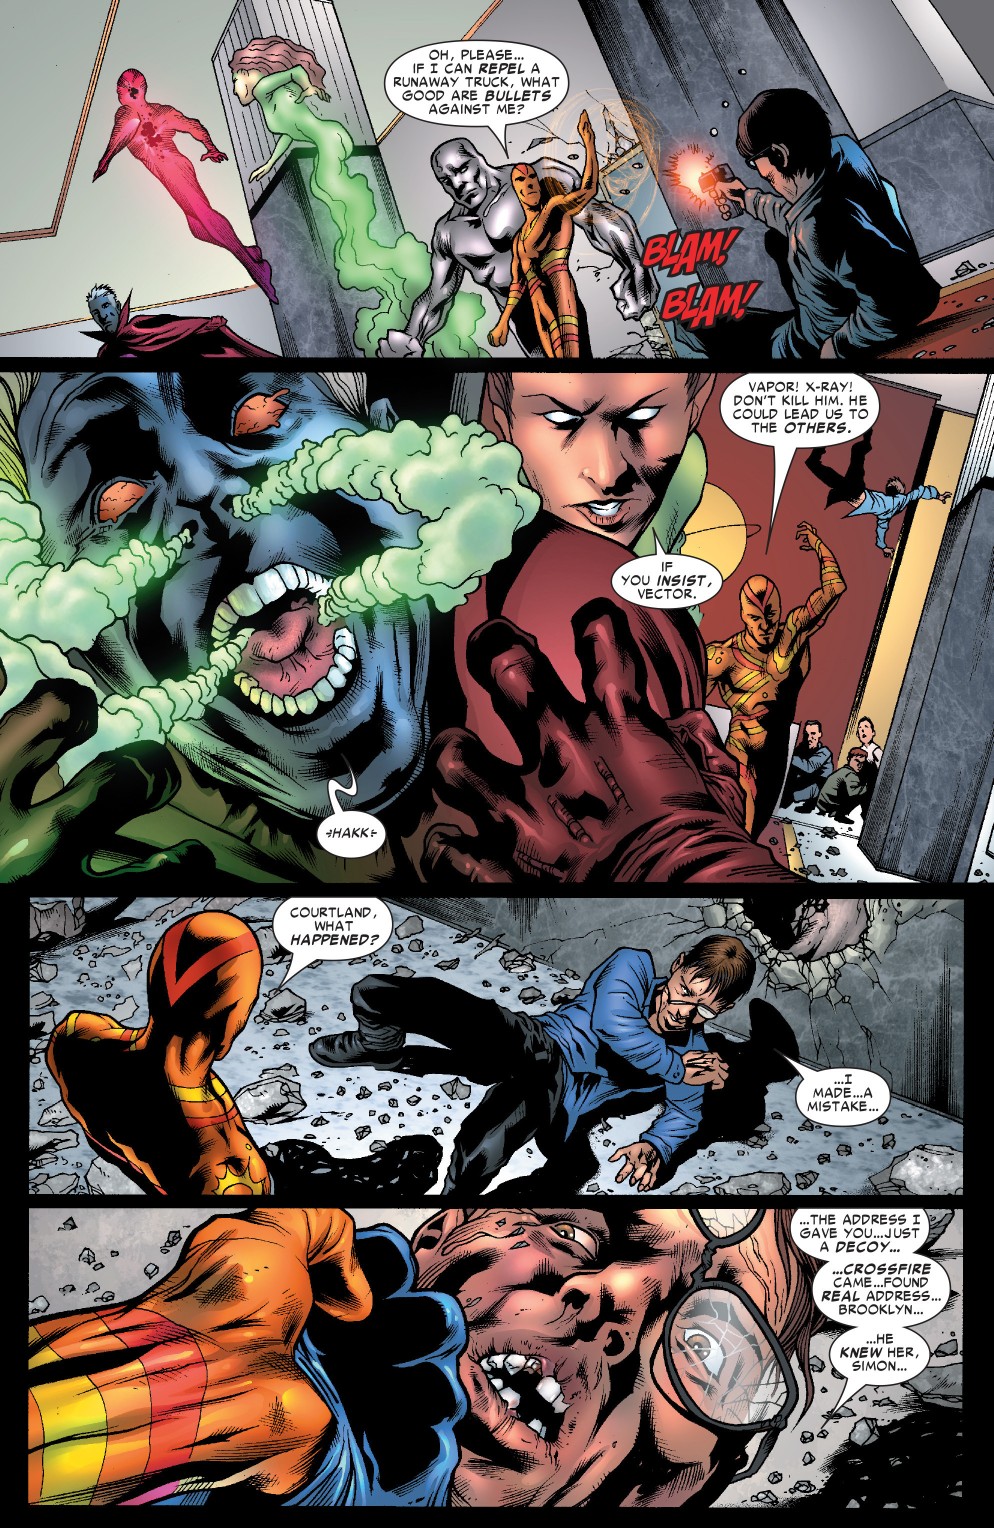 OH, PLEASE...
IF I CAN REPEL A
RUNAWAY TRUCK, WHAT
GOOD ARE BULLETS
AGAINST ME?
BLAM!
BLAM!
VAPOR! X-RAY!
DON'T KILL HIM. HE
COULD LEAD US TO
THE OTHERS.
IF
YOU INSIST,
VECTOR.
÷HAKK÷
COURTLAND,
WHAT
HAPPENED?
...I
MADE...A
MISTAKE...
...THE ADDRESS I
GAVE YOU...JUST
A DECOY...
...CROSSFIRE
CAME...FOUND
REAL ADDRESS...
BROOKLYN...
...HE
KNEW HER,
SIMON...